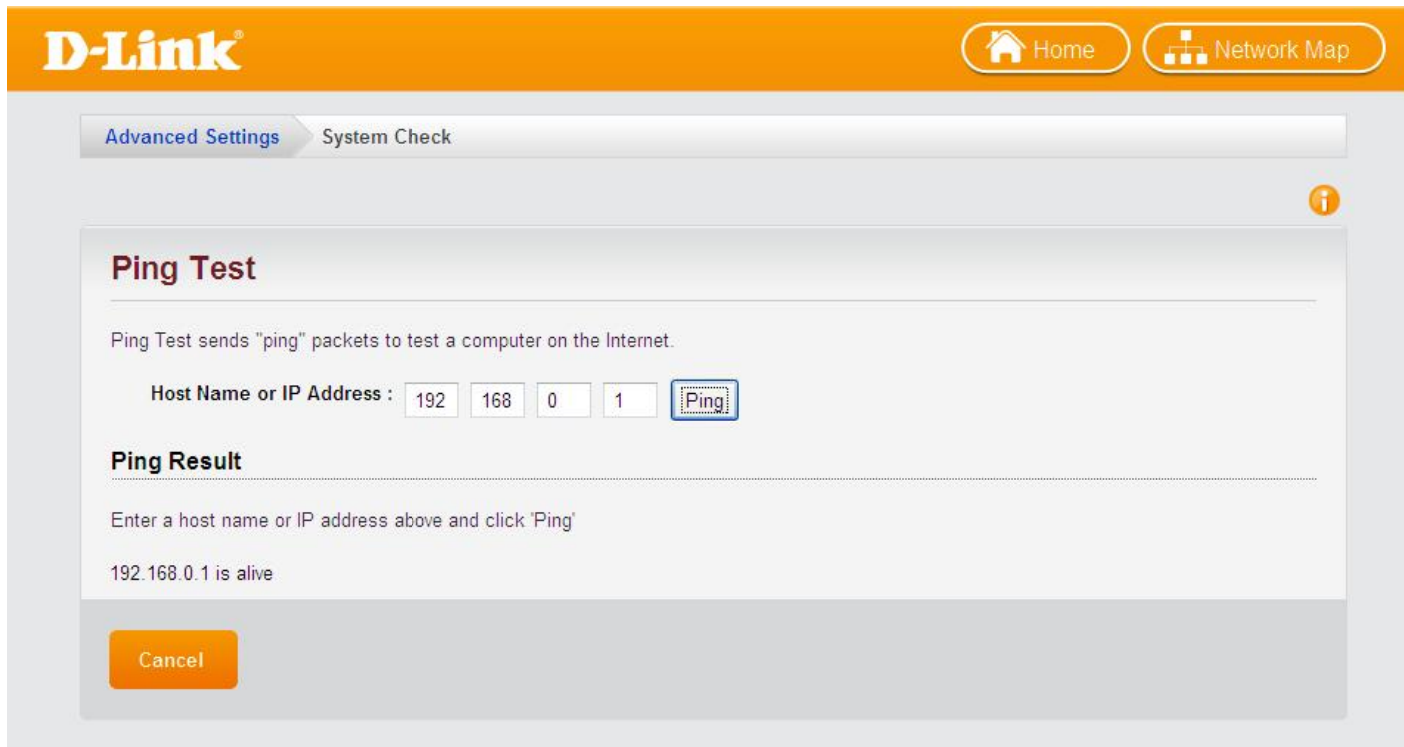 D-Link®
Home
Network Map
Advanced Settings
System Check
i
Ping Test
Ping Test sends "ping" packets to test a computer on the Internet.
Host Name or IP Address : 192 168 0 1 Ping
Ping Result
Enter a host name or IP address above and click 'Ping'
192.168.0.1 is alive
Cancel